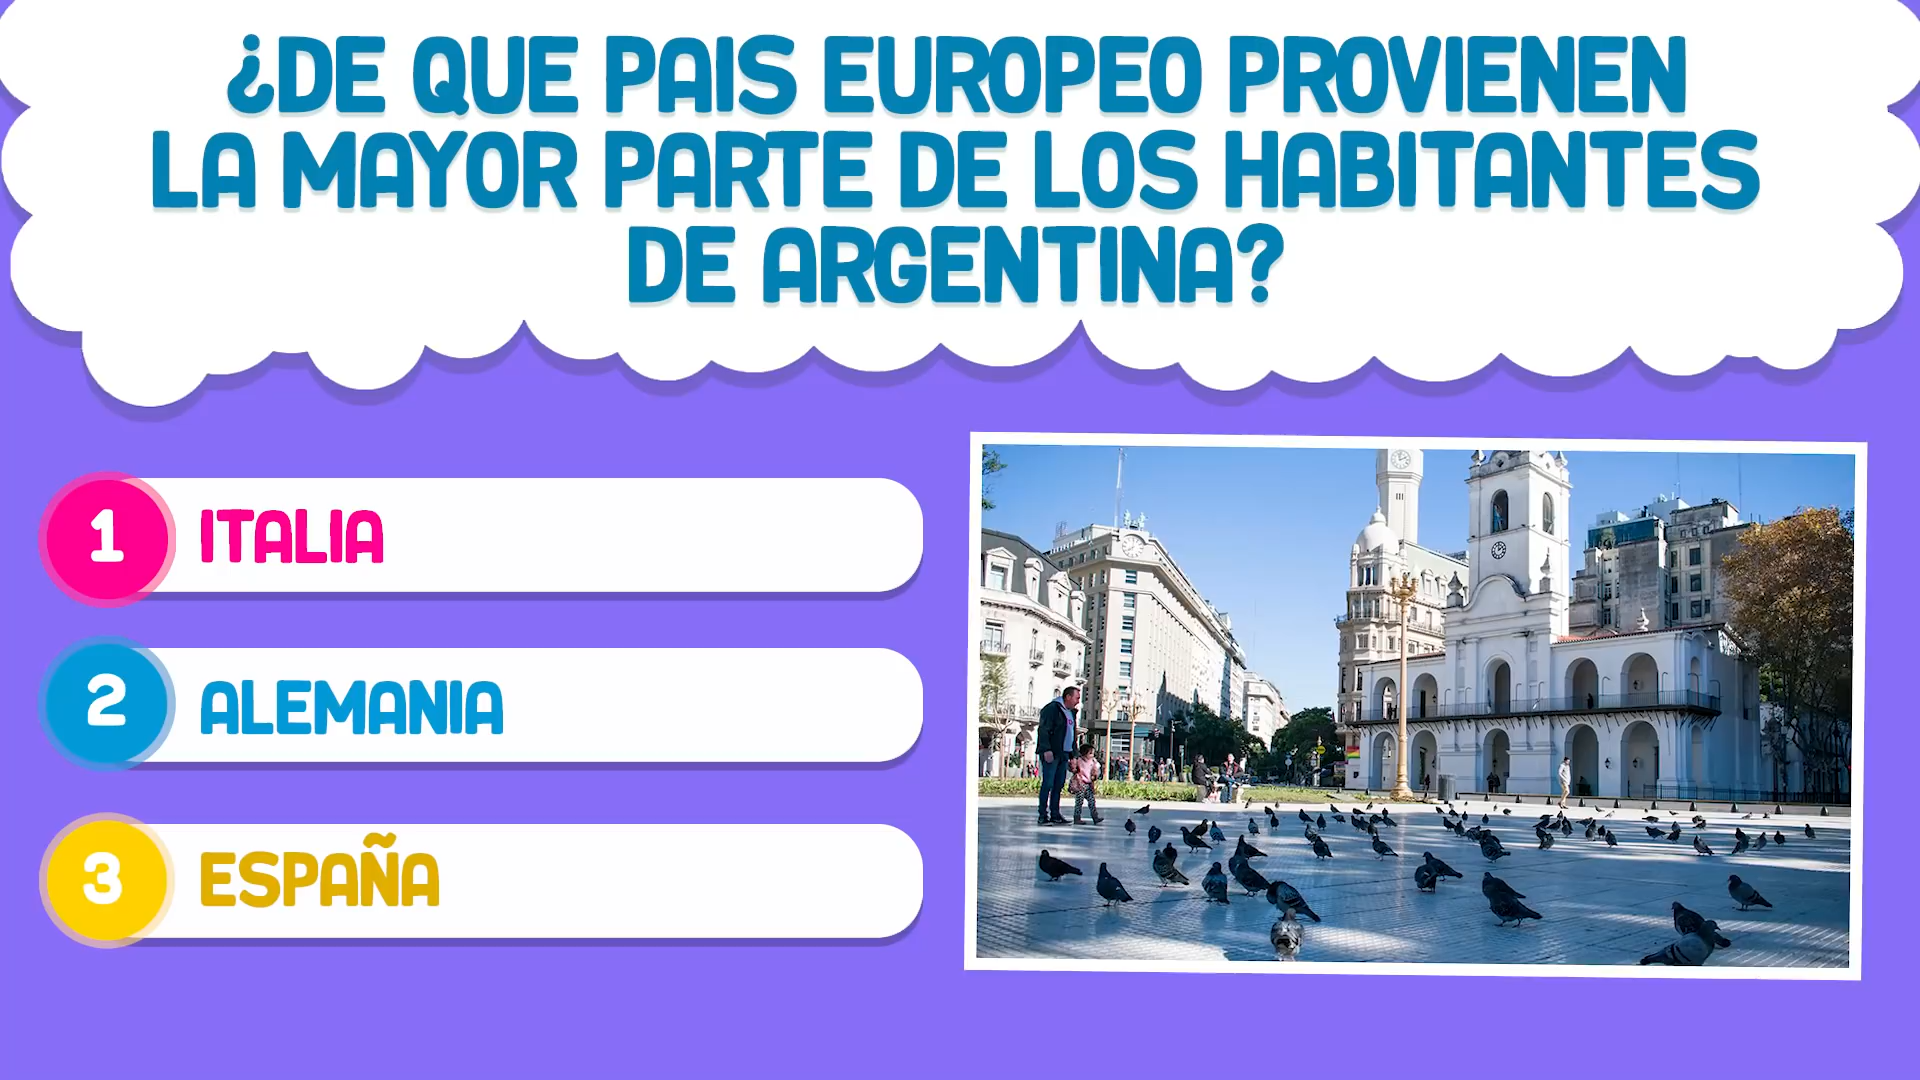 ¿DE QUE PAIS EUROPEO PROVIENEN
LA MAYOR PARTE DE LOS HABITANTES
DE ARGENTINA?
1 ITALIA
2 ALEMANIA
3 ESPAÑA